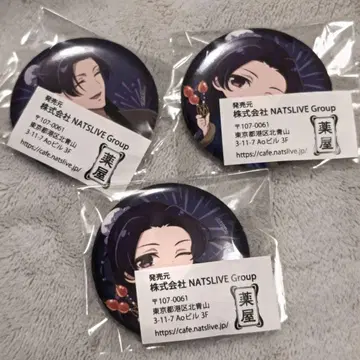 発売元
株式会社 NATSLIVE Group
〒107-0061
東京都港区北青山
3-11-7 Aoビル 3F
https://cafe.natslive.jp/
薬屋
発売元
株式会社 NATSLIVE Group
〒107-0061
東京都港区北青山
3-11-7 Aoビル 3F
https://cafe.natslive.jp/
薬屋
発売元
株式会社 NATSLIVE Group
〒107-0061
東京都港区北青山
3-11-7 Aoビル 3F
https://cafe.natslive.jp/
薬屋